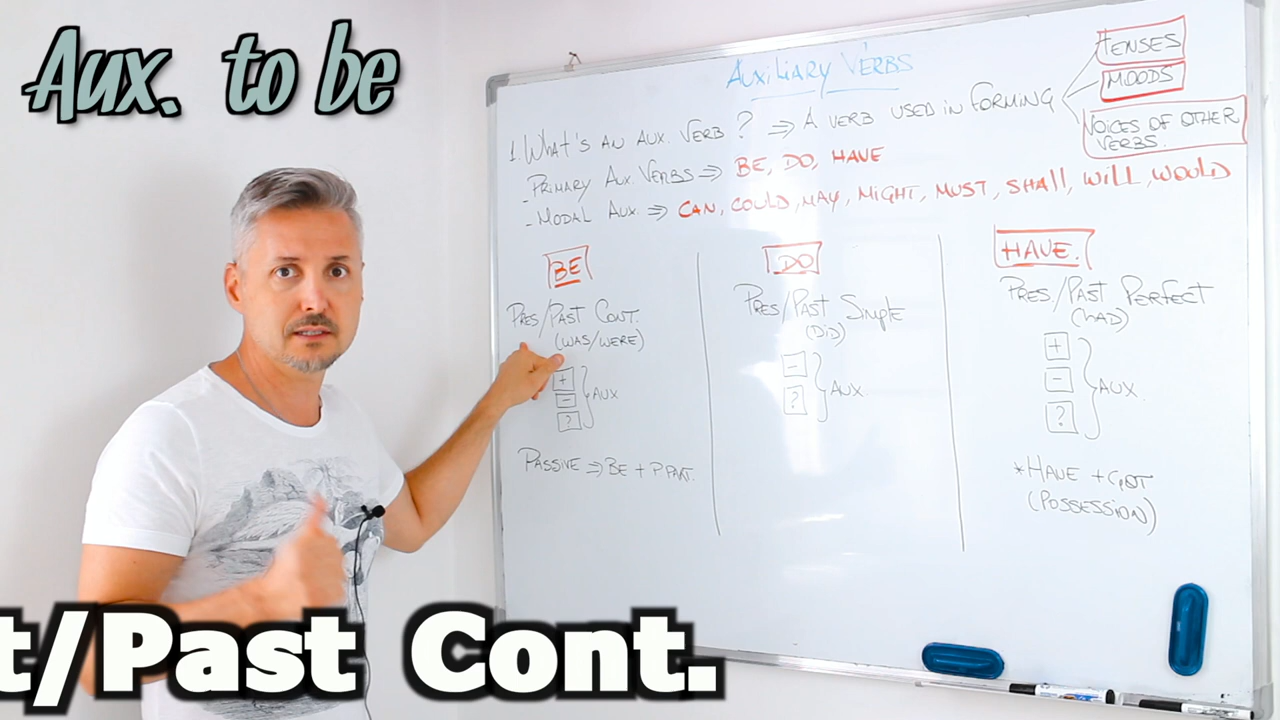 Aux. to be
AUXILIARY VERBS
1. WHAT'S AN AUX. VERB? ⇒ A VERB USED IN FORMING
TENSES
MOODS
VOICES OF OTHER
VERBS.
- PRIMARY AUX. VERBS ⇒ BE, DO, HAVE
- MODAL AUX ⇒ CAN, COULD, MAY, MIGHT, MUST, SHALL, WILL, WOULD
BE
PRES/PAST CONT.
(WAS/WERE)
+
-
?
} AUX
PASSIVE ⇒ BE + P PART.
DO
PRES/PAST SIMPLE
(DID)
-
?
} AUX.
HAVE.
PRES./PAST PERFECT
(HAD)
+
-
?
} AUX.
*HAVE + GOT
(POSSESSION)
t/Past Cont.